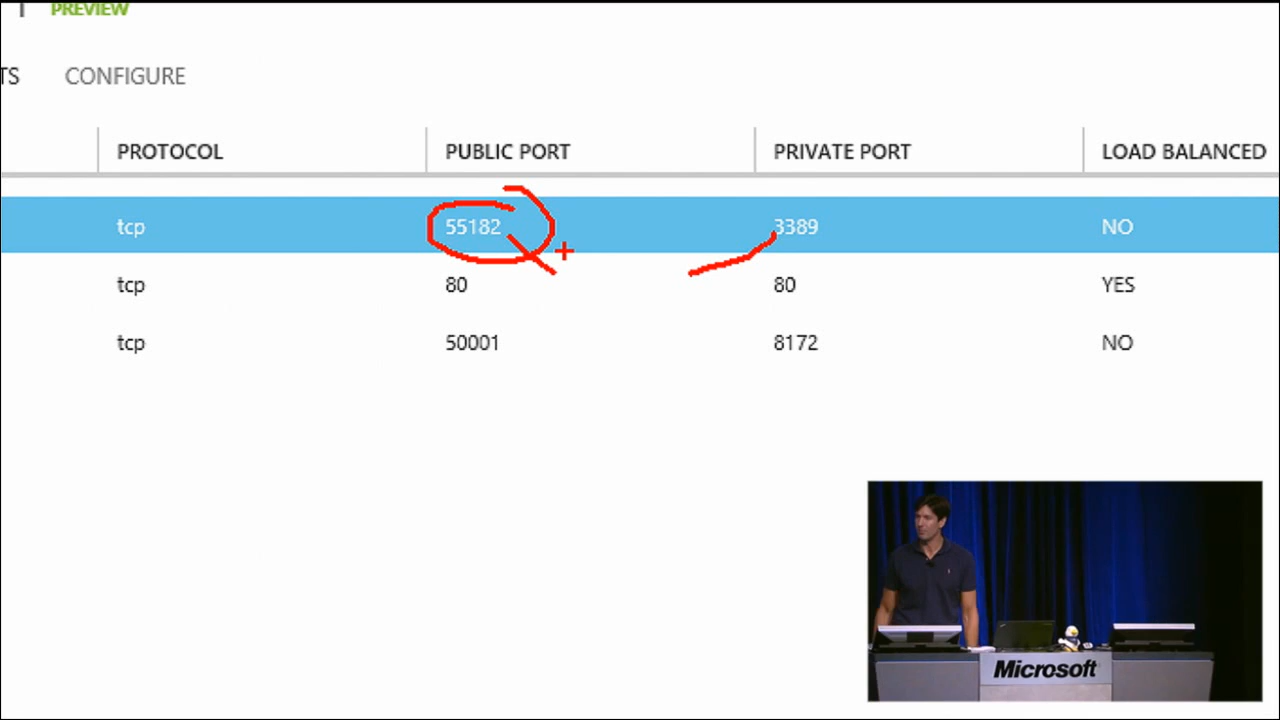 PREVIEW
TS CONFIGURE
PROTOCOL PUBLIC PORT PRIVATE PORT LOAD BALANCED
tcp 55182 3389 NO
tcp 80 80 YES
tcp 50001 8172 NO
Microsoft